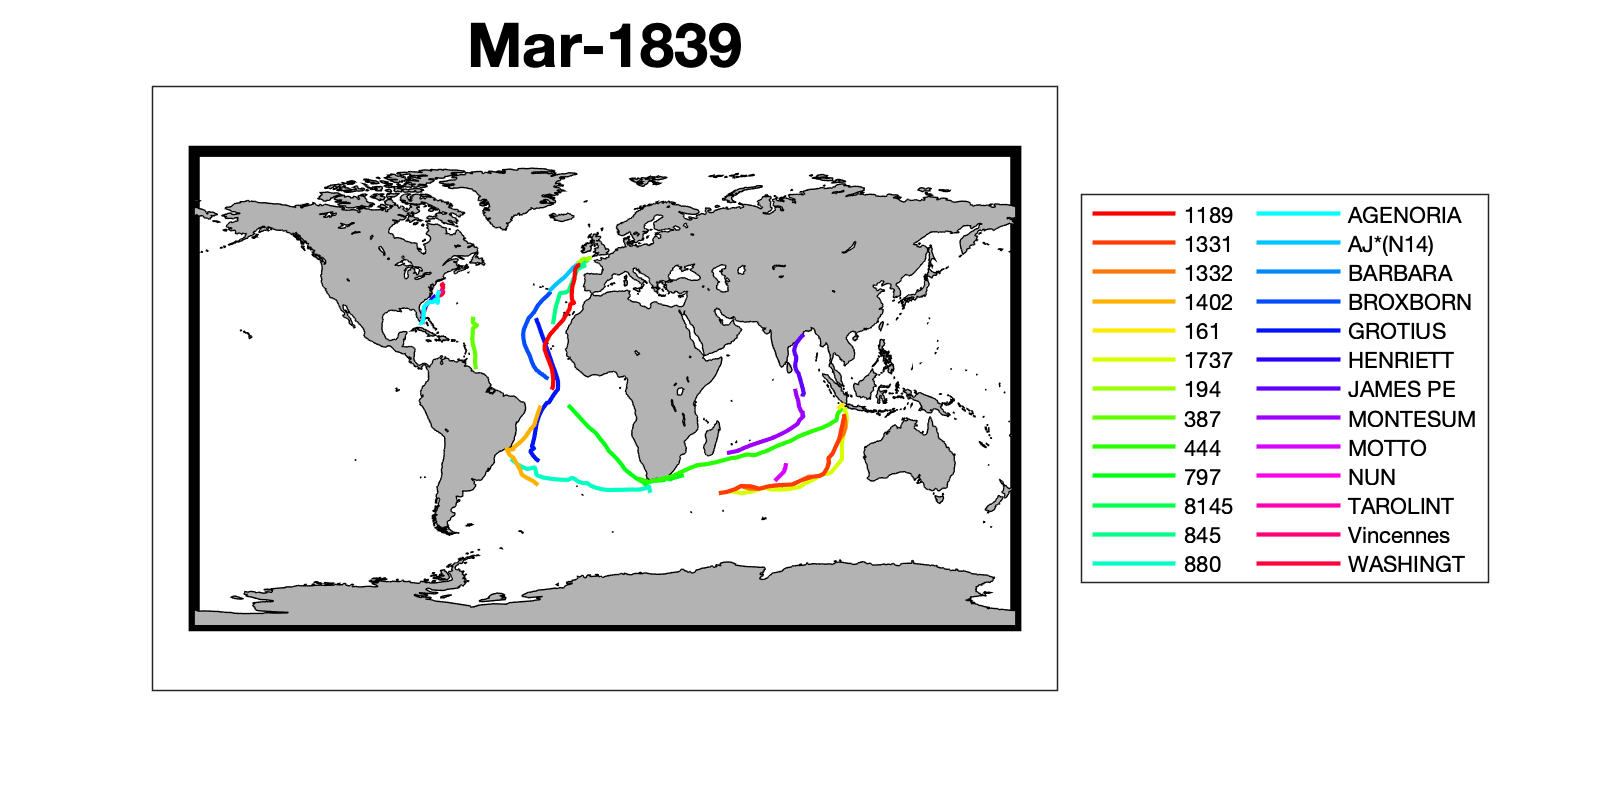 Mar-1839
1189 AGENORIA
1331 AJ*(N14)
1332 BARBARA
1402 BROXBORN
161 GROTIUS
1737 HENRIETT
194 JAMES PE
387 MONTESUM
444 MOTTO
797 NUN
8145 TAROLINT
845 Vincennes
880 WASHINGT